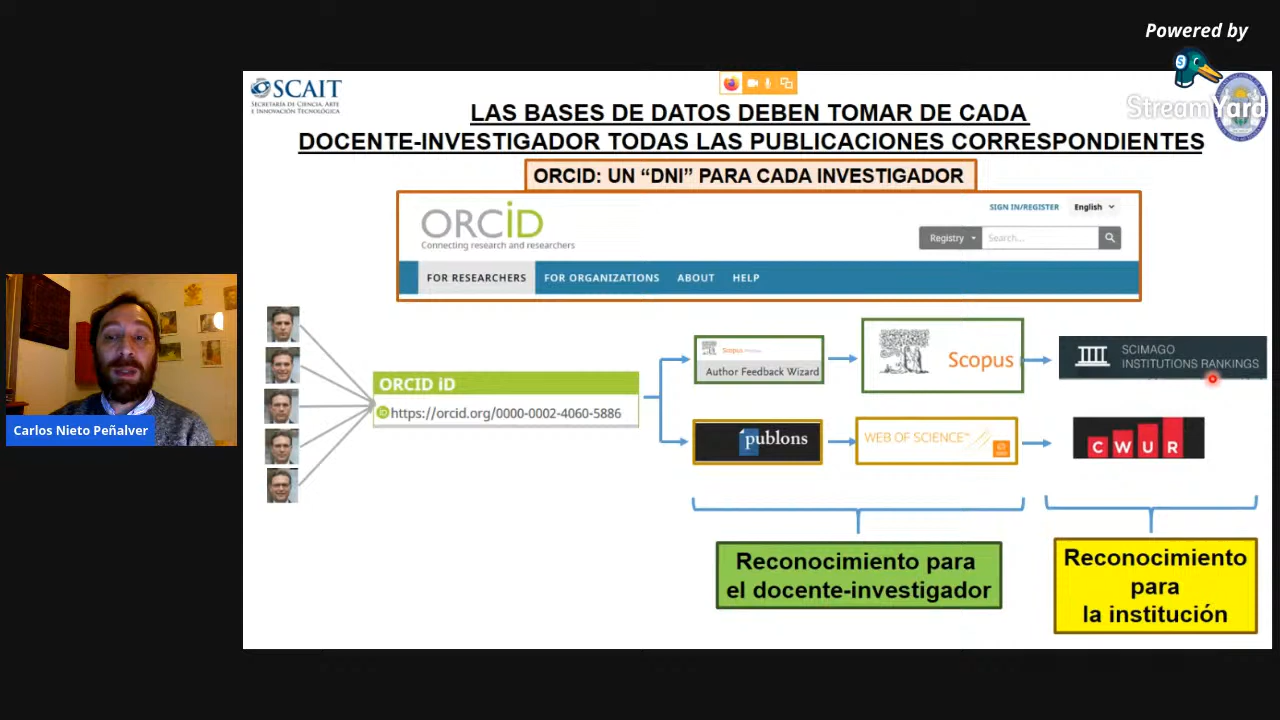 Powered by
StreamYard
SCAIT
SECRETARÍA DE CIENCIA, ARTE
E INNOVACIÓN TECNOLÓGICA
LAS BASES DE DATOS DEBEN TOMAR DE CADA
DOCENTE-INVESTIGADOR TODAS LAS PUBLICACIONES CORRESPONDIENTES
ORCID: UN “DNI” PARA CADA INVESTIGADOR
SIGN IN/REGISTER English
ORCID
Connecting research and researchers
Registry Search...
FOR RESEARCHERS FOR ORGANIZATIONS ABOUT HELP
ORCID iD
iD https://orcid.org/0000-0002-4060-5886
Scopus
Author Feedback Wizard
Scopus
SCIMAGO
INSTITUTIONS RANKINGS
publons
WEB OF SCIENCE™
CWUR
Carlos Nieto Peñalver
Reconocimiento para
el docente-investigador
Reconocimiento
para
la institución